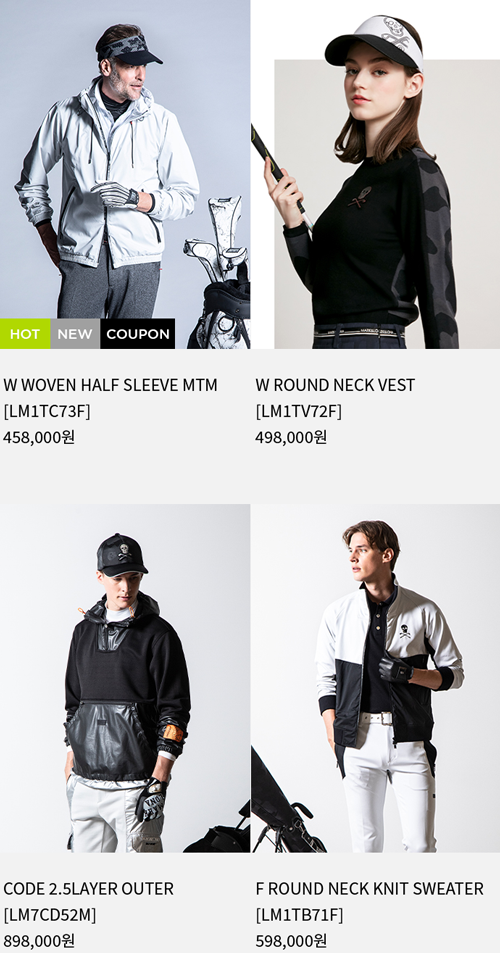 HOT NEW COUPON
W WOVEN HALF SLEEVE MTM
[LM1TC73F]
458,000원
W ROUND NECK VEST
[LM1TV72F]
498,000원
CODE 2.5LAYER OUTER
[LM7CD52M]
898,000원
F ROUND NECK KNIT SWEATER
[LM1TB71F]
598,000원